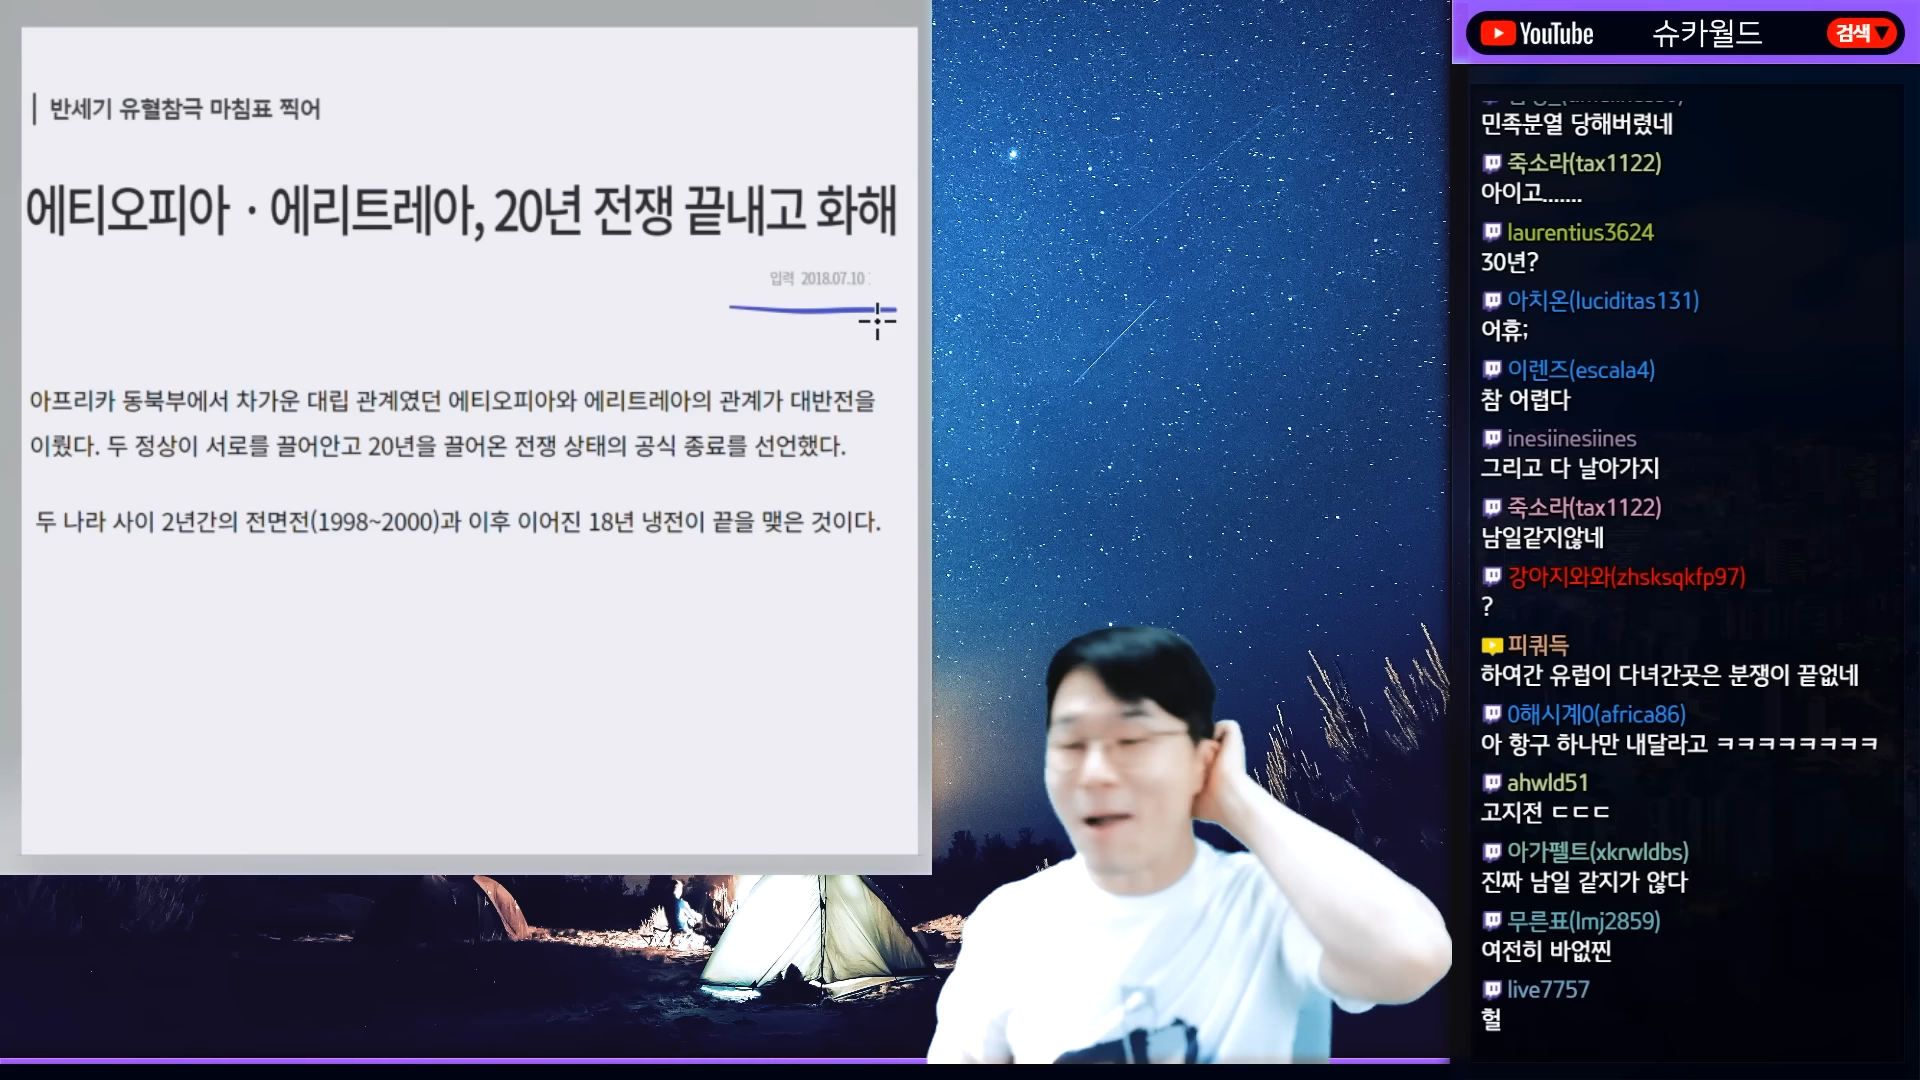 반세기 유혈참극 마침표 찍어
에티오피아 · 에리트레아, 20년 전쟁 끝내고 화해
입력 2018.07.10
아프리카 동북부에서 차가운 대립 관계였던 에티오피아와 에리트레아의 관계가 대반전을
이뤘다. 두 정상이 서로를 끌어안고 20년을 끌어온 전쟁 상태의 공식 종료를 선언했다.
두 나라 사이 2년간의 전면전(1998~2000)과 이후 이어진 18년 냉전이 끝을 맺은 것이다.
YouTube 슈카월드 검색▼
민족분열 당해버렸네
죽소라(tax1122)
아이고.......
laurentius3624
30년?
아치온(luciditas131)
어휴;
이렌즈(escala4)
참 어렵다
inesiinesiines
그리고 다 날아가지
죽소라(tax1122)
남일같지않네
강아지와와(zhsksqkfp97)
?
피쿼득
하여간 유럽이 다녀간곳은 분쟁이 끝없네
0해시계0(africa86)
아 항구 하나만 내달라고 ㅋㅋㅋㅋㅋㅋㅋㅋ
ahwld51
고지전 ㄷㄷㄷ
아가펠트(xkrwldbs)
진짜 남일 같지가 않다
무른표(lmj2859)
여전히 바없찐
live7757
헐